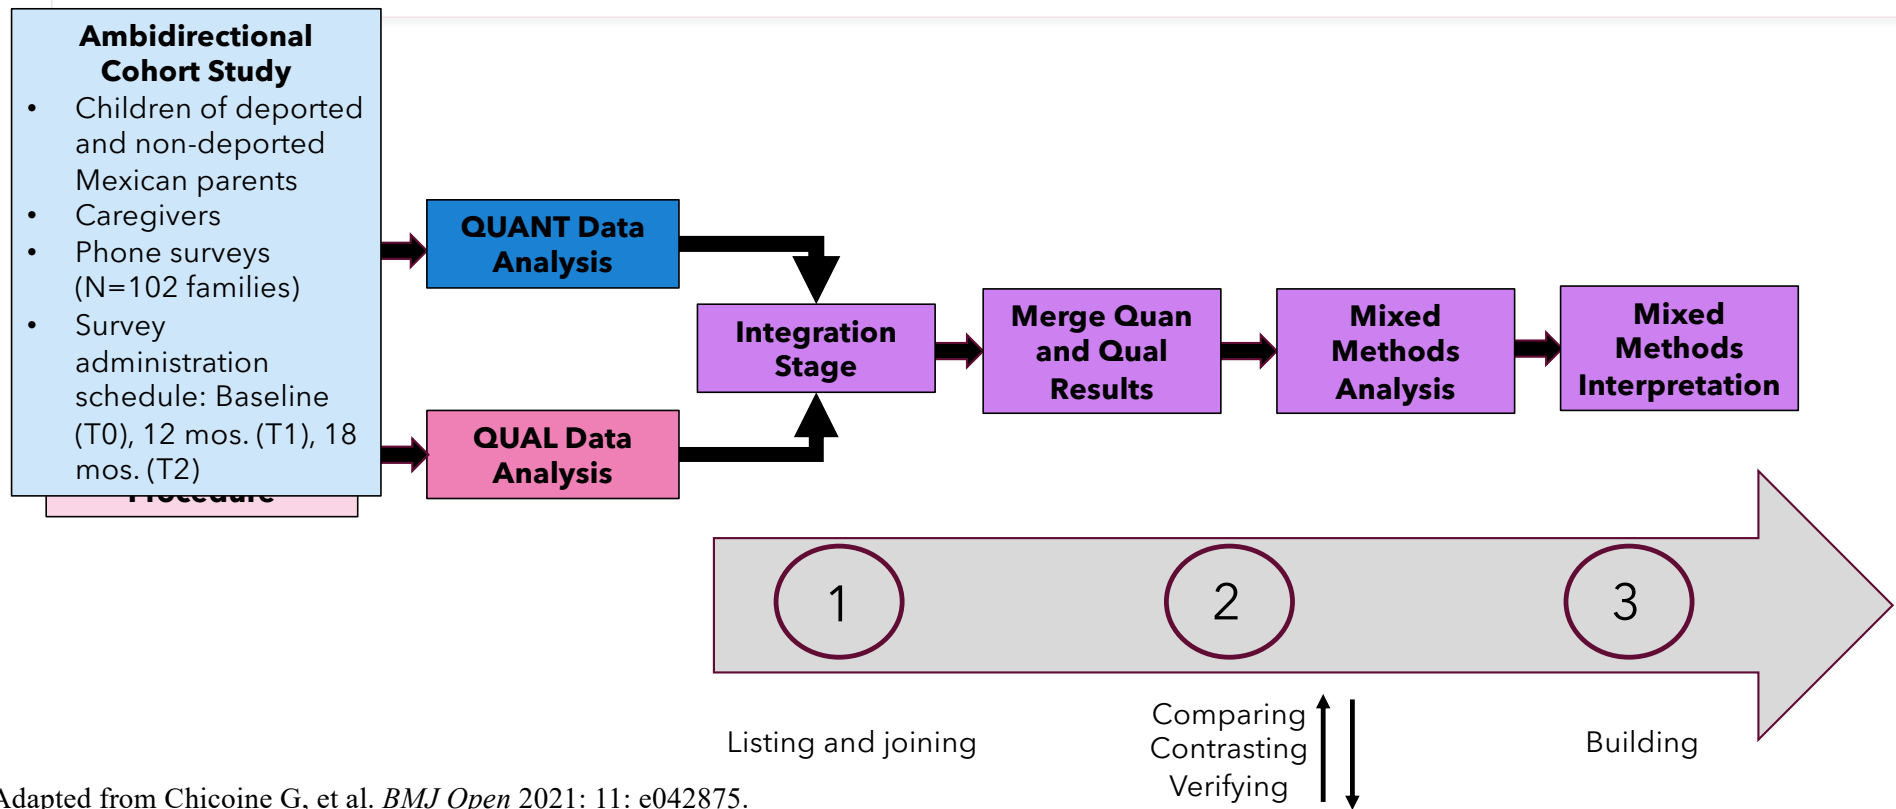 Ambidirectional
Cohort Study
• Children of deported
and non-deported
Mexican parents
• Caregivers
• Phone surveys
(N=102 families)
• Survey
administration
schedule: Baseline
(T0), 12 mos. (T1), 18
mos. (T2)
Procedure
QUANT Data
Analysis
QUAL Data
Analysis
Integration
Stage
Merge Quan
and Qual
Results
Mixed
Methods
Analysis
Mixed
Methods
Interpretation
1
2
3
Listing and joining
Comparing
Contrasting
Verifying
Building
Adapted from Chicoine G, et al. BMJ Open 2021: 11: e042875.